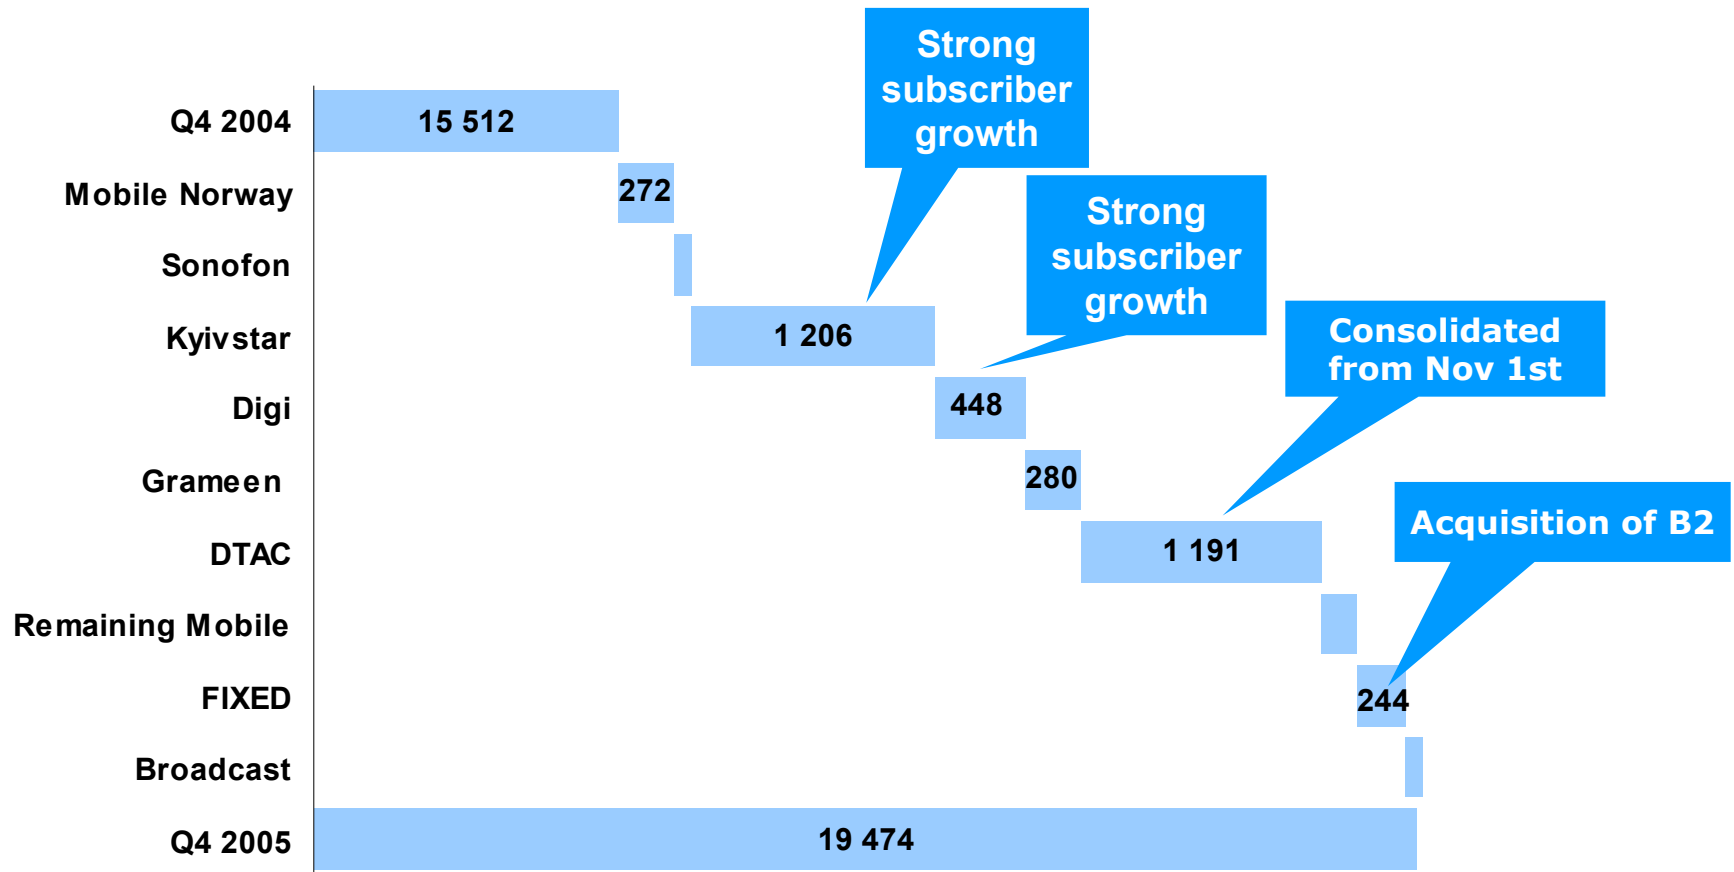 Strong
subscriber
growth
Q4 2004
15 512
Mobile Norway
272
Strong
subscriber
growth
Sonofon
Kyivstar
1 206
Consolidated
from Nov 1st
Digi
448
Grameen
280
Acquisition of B2
DTAC
1 191
Remaining Mobile
FIXED
244
Broadcast
Q4 2005
19 474